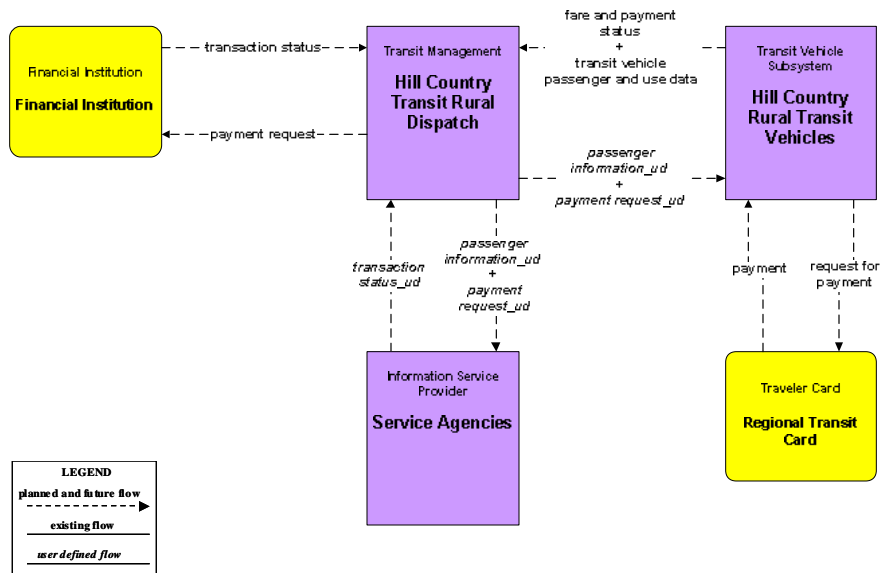 Financial Institution
Financial Institution
transaction status
payment request
Transit Management
Hill Country
Transit Rural
Dispatch
fare and payment
status
+
transit vehicle
passenger and use data
Transit Vehicle
Subsystem
Hill Country
Rural Transit
Vehicles
passenger
information_ud
+
payment request_ud
transaction
status_ud
passenger
information_ud
+
payment
request_ud
payment
request for
payment
Information Service
Provider
Service Agencies
Traveler Card
Regional Transit
Card
LEGEND
planned and future flow
existing flow
user defined flow